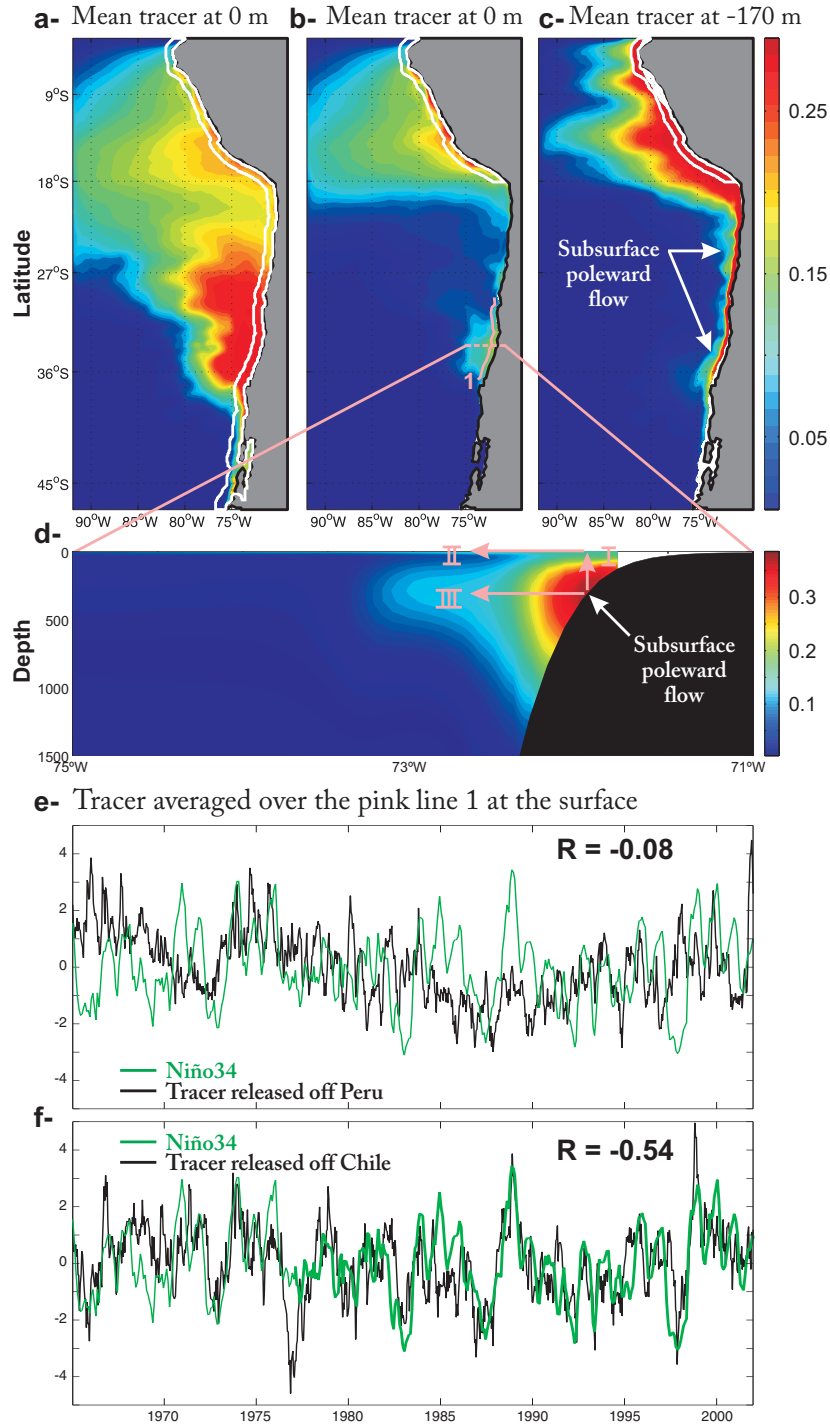 a- Mean tracer at 0 m
b- Mean tracer at 0 m
c- Mean tracer at -170 m
Latitude
9°S
18°S
27°S
36°S
45°S
90°W 85°W 80°W 75°W
90°W 85°W 80°W 75°W
90°W 85°W 80°W 75°W
1
Subsurface
poleward
flow
0.25
0.15
0.05
d-
Depth
0
500
1000
1500
75°W 73°W 71°W
I
II
III
Subsurface
poleward
flow
0.3
0.2
0.1
e- Tracer averaged over the pink line 1 at the surface
R = -0.08
4
2
0
-2
-4
Niño34
Tracer released off Peru
f-
Niño34
Tracer released off Chile
R = -0.54
4
2
0
-2
-4
1970 1975 1980 1985 1990 1995 2000